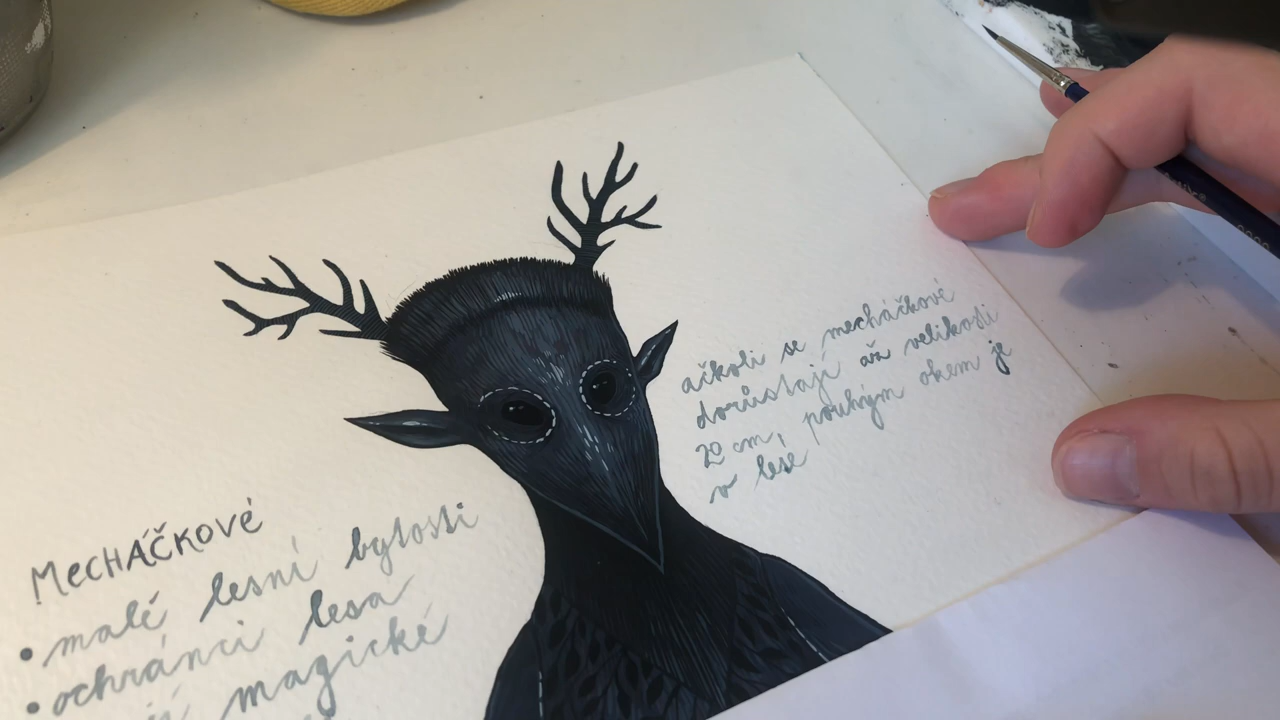 MECHÁČKOVÉ
• malé lesní bytosti
• ochránci lesa
magické
ačkoli se mecháčkové
dorůstají až velikosti
20 cm, pouhým okem je
v lese